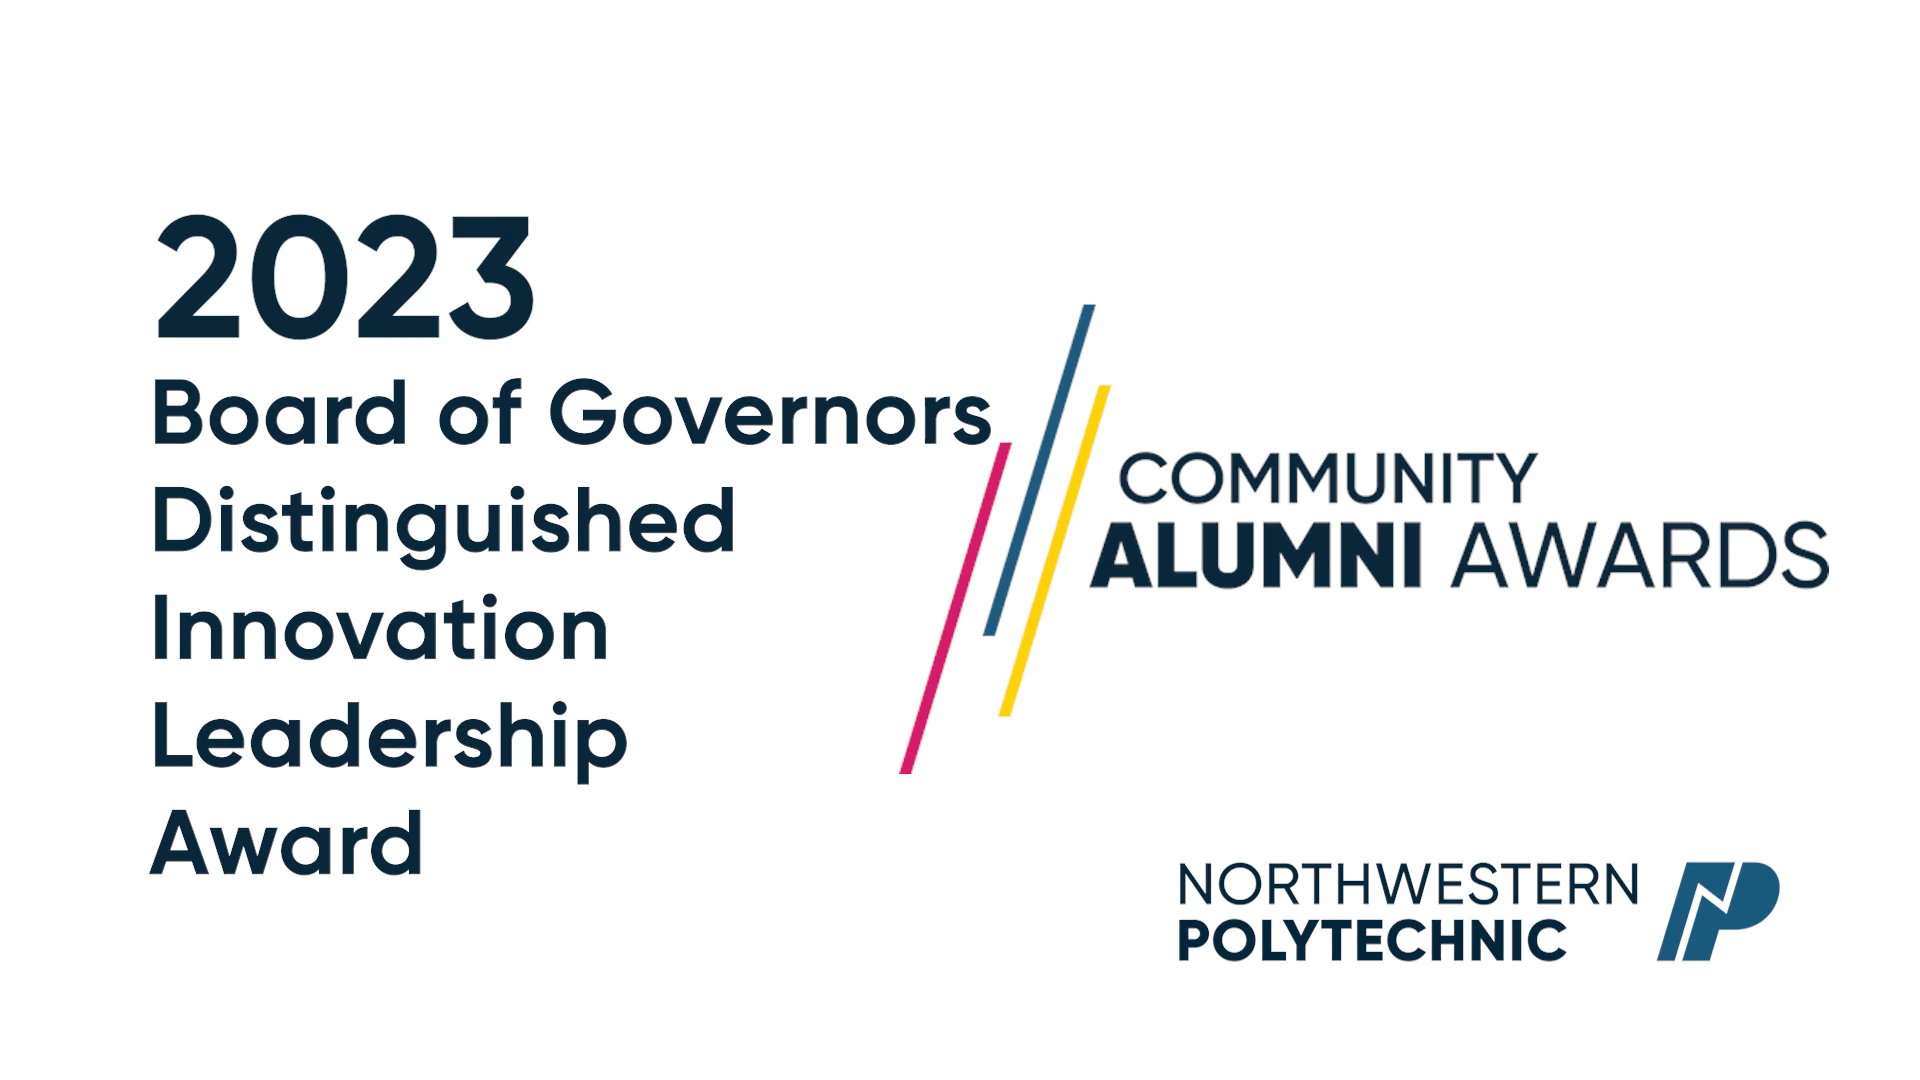 2023
Board of Governors
Distinguished
Innovation
Leadership
Award
COMMUNITY
ALUMNI AWARDS
NORTHWESTERN
POLYTECHNIC